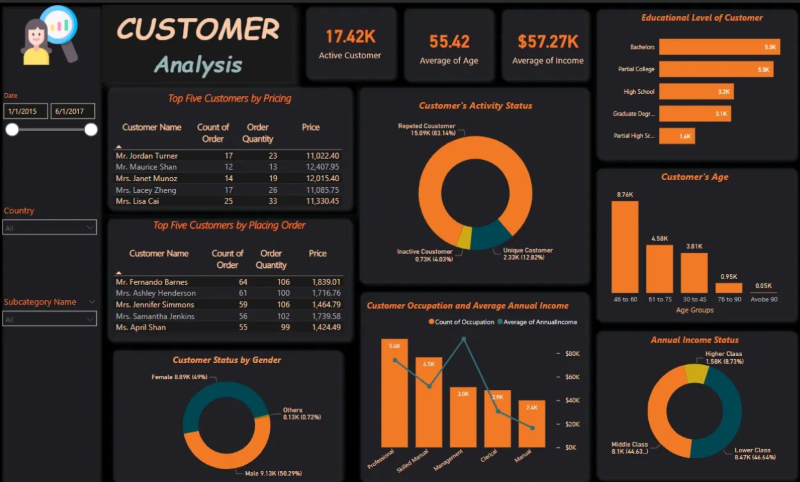 CUSTOMER
Analysis
17.42K
Active Customer
55.42
Average of Age
$57.27K
Average of Income
Date
1/1/2015
6/1/2017
Country
All
Subcategory Name
All
Top Five Customers by Pricing
Customer Name Count of Order Order Quantity Price
Mr. Jordan Turner 17 23 11,022.40
Mr. Maurice Shan 12 13 12,407.95
Mrs. Janet Munoz 14 19 12,015.40
Mrs. Lacey Zheng 17 26 11,085.75
Mrs. Lisa Cai 25 33 11,330.45
Top Five Customers by Placing Order
Customer Name Count of Order Order Quantity Price
Mr. Fernando Barnes 64 106 1,839.01
Mrs. Ashley Henderson 61 100 1,716.76
Mrs. Jennifer Simmons 59 106 1,464.79
Mrs. Samantha Jenkins 56 102 1,739.58
Ms. April Shan 55 99 1,424.49
Customer Status by Gender
Female 8.89K (49%)
Others
0.13K (0.72%)
Male 9.13K (50.29%)
Customer's Activity Status
Repeted Coustomer
15.09K (83.14%)
Inactive Coustomer
0.73K (4.03%)
Unique Castomer
2.33K (12.82%)
Customer Occupation and Average Annual Income
Count of Occupation Average of AnnualIncome
5.4K
4.5K
3.0K
2.9K
2.4K
$80K
$60K
$40K
$20K
$0K
Professional
Skilled Manual
Management
Clerical
Manual
Educational Level of Customer
Bachelors
Partial College
High School 3.2K
Graduate Degr... 3.1K
Partial High Sc... 1.6K
Customer's Age
8.76K
4.58K
3.81K
0.95K
0.05K
46 to 60
61 to 75
30 to 45
76 to 90
Avobe 90
Age Groups
Annual Income Status
Higher Class
1.58K (8.73%)
Middle Class
8.1K (44.63...)
Lower Class
8.47K (46.64%)